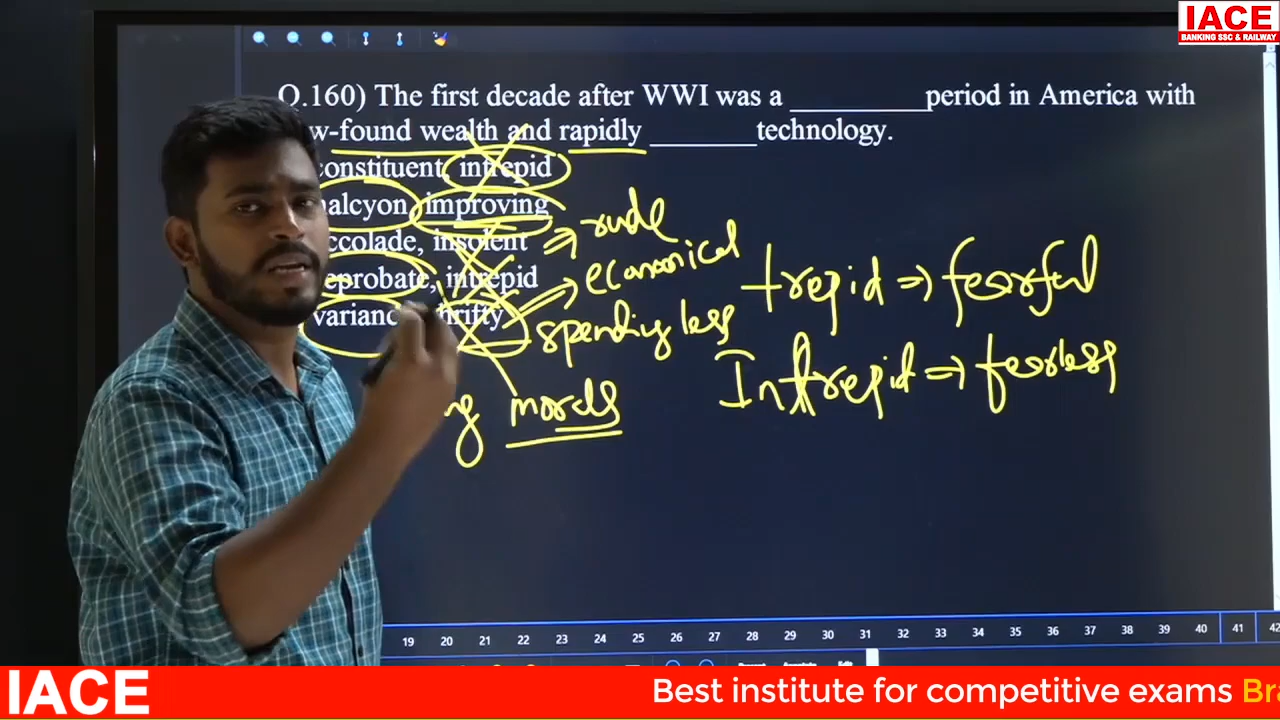 IACE
BANKING SSC & RAILWAY
Q.160) The first decade after WWI was a __________period in America with
w-found wealth and rapidly ________technology.
constituent, intrepid
halcyon, improving
ccolade, insolent
eprobate, intrepid
varianc thrifty
rude
economical
spending less
trepid ⇒ fearful
Intrepid ⇒ fearless
morals
19 20 21 22 23 24 25 26 27 28 29 30 31 32 33 34 35 36 37 38 39 40 41 42
IACE
Best institute for competitive exams Bra